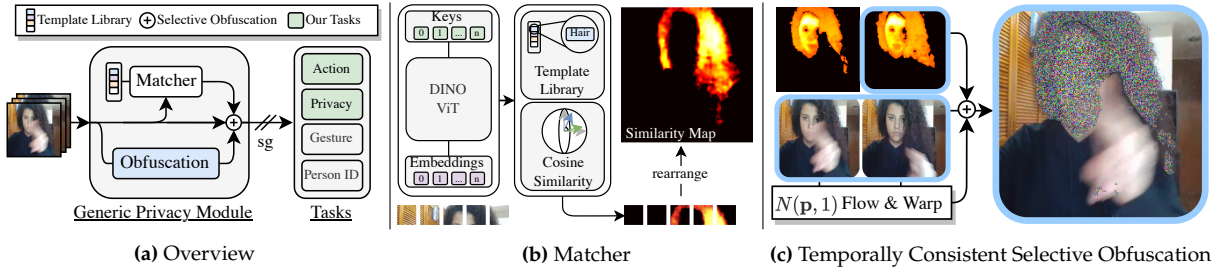 Template Library Selective Obfuscation Our Tasks
Matcher
Obfuscation
sg
Action
Privacy
Gesture
Person ID
Generic Privacy Module
Tasks
(a) Overview
Keys
0 1 ... n
DINO
ViT
Embeddings
0 1 ... n
Hair
Template
Library
Cosine
Similarity
Similarity Map
rearrange
(b) Matcher
N(p, 1) Flow & Warp
(c) Temporally Consistent Selective Obfuscation